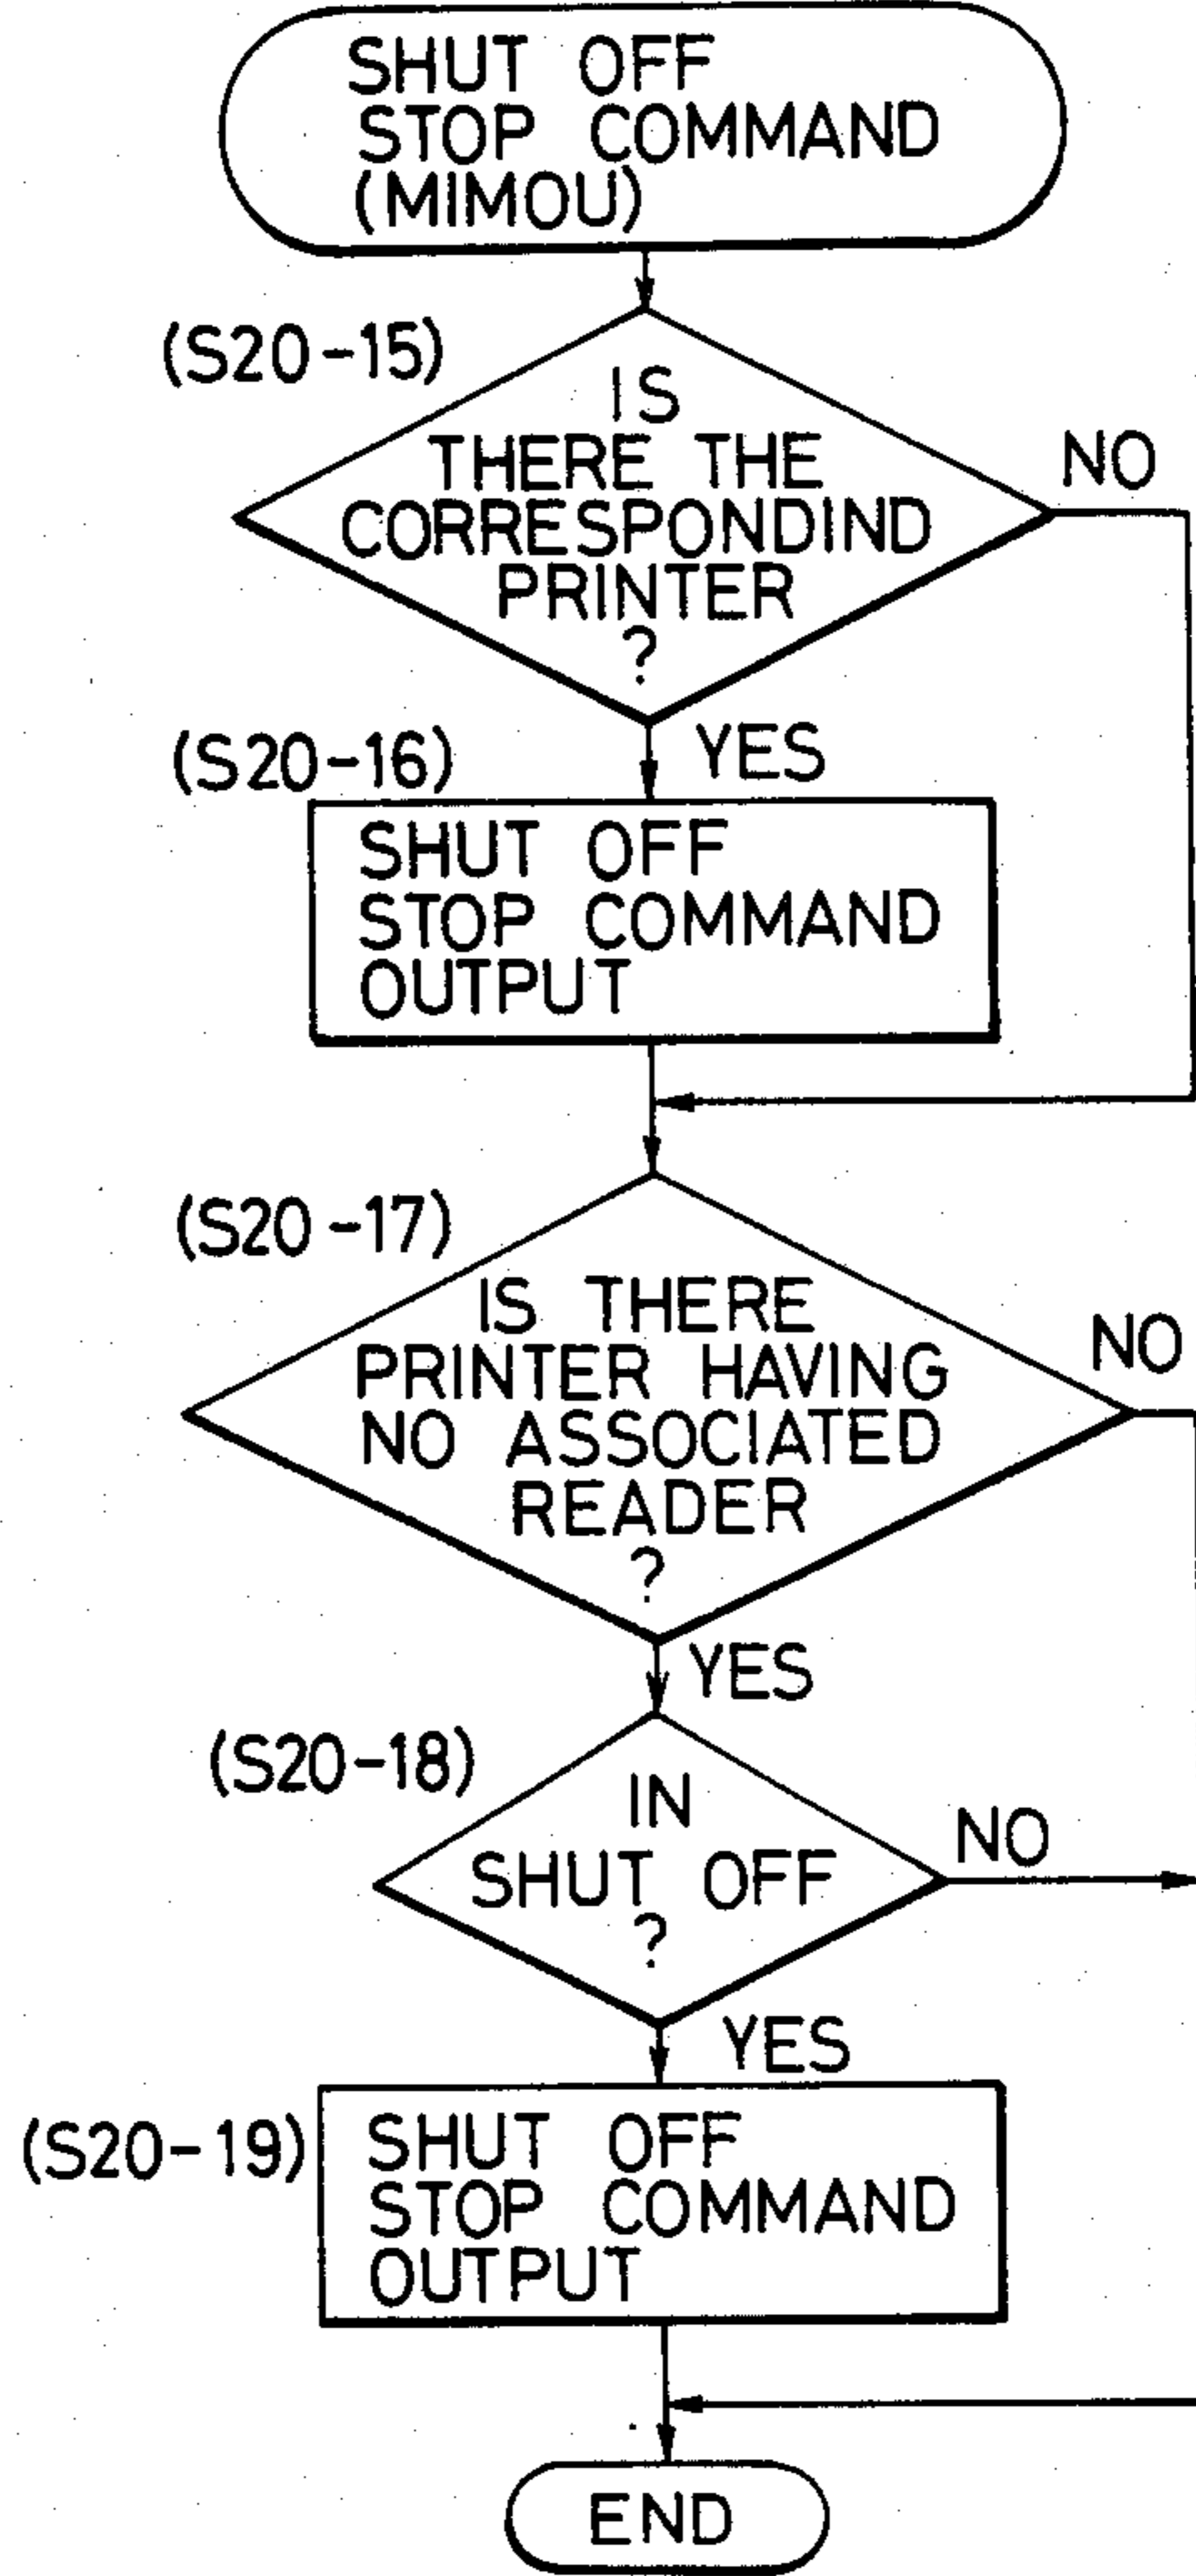 SHUT OFF
STOP COMMAND
(MIMOU)
(S20-15)
IS
THERE THE
CORRESPONDIND
PRINTER
?
NO
YES
(S20-16)
SHUT OFF
STOP COMMAND
OUTPUT
(S20-17)
IS THERE
PRINTER HAVING
NO ASSOCIATED
READER
?
NO
YES
(S20-18)
IN
SHUT OFF
?
NO
YES
(S20-19)
SHUT OFF
STOP COMMAND
OUTPUT
END